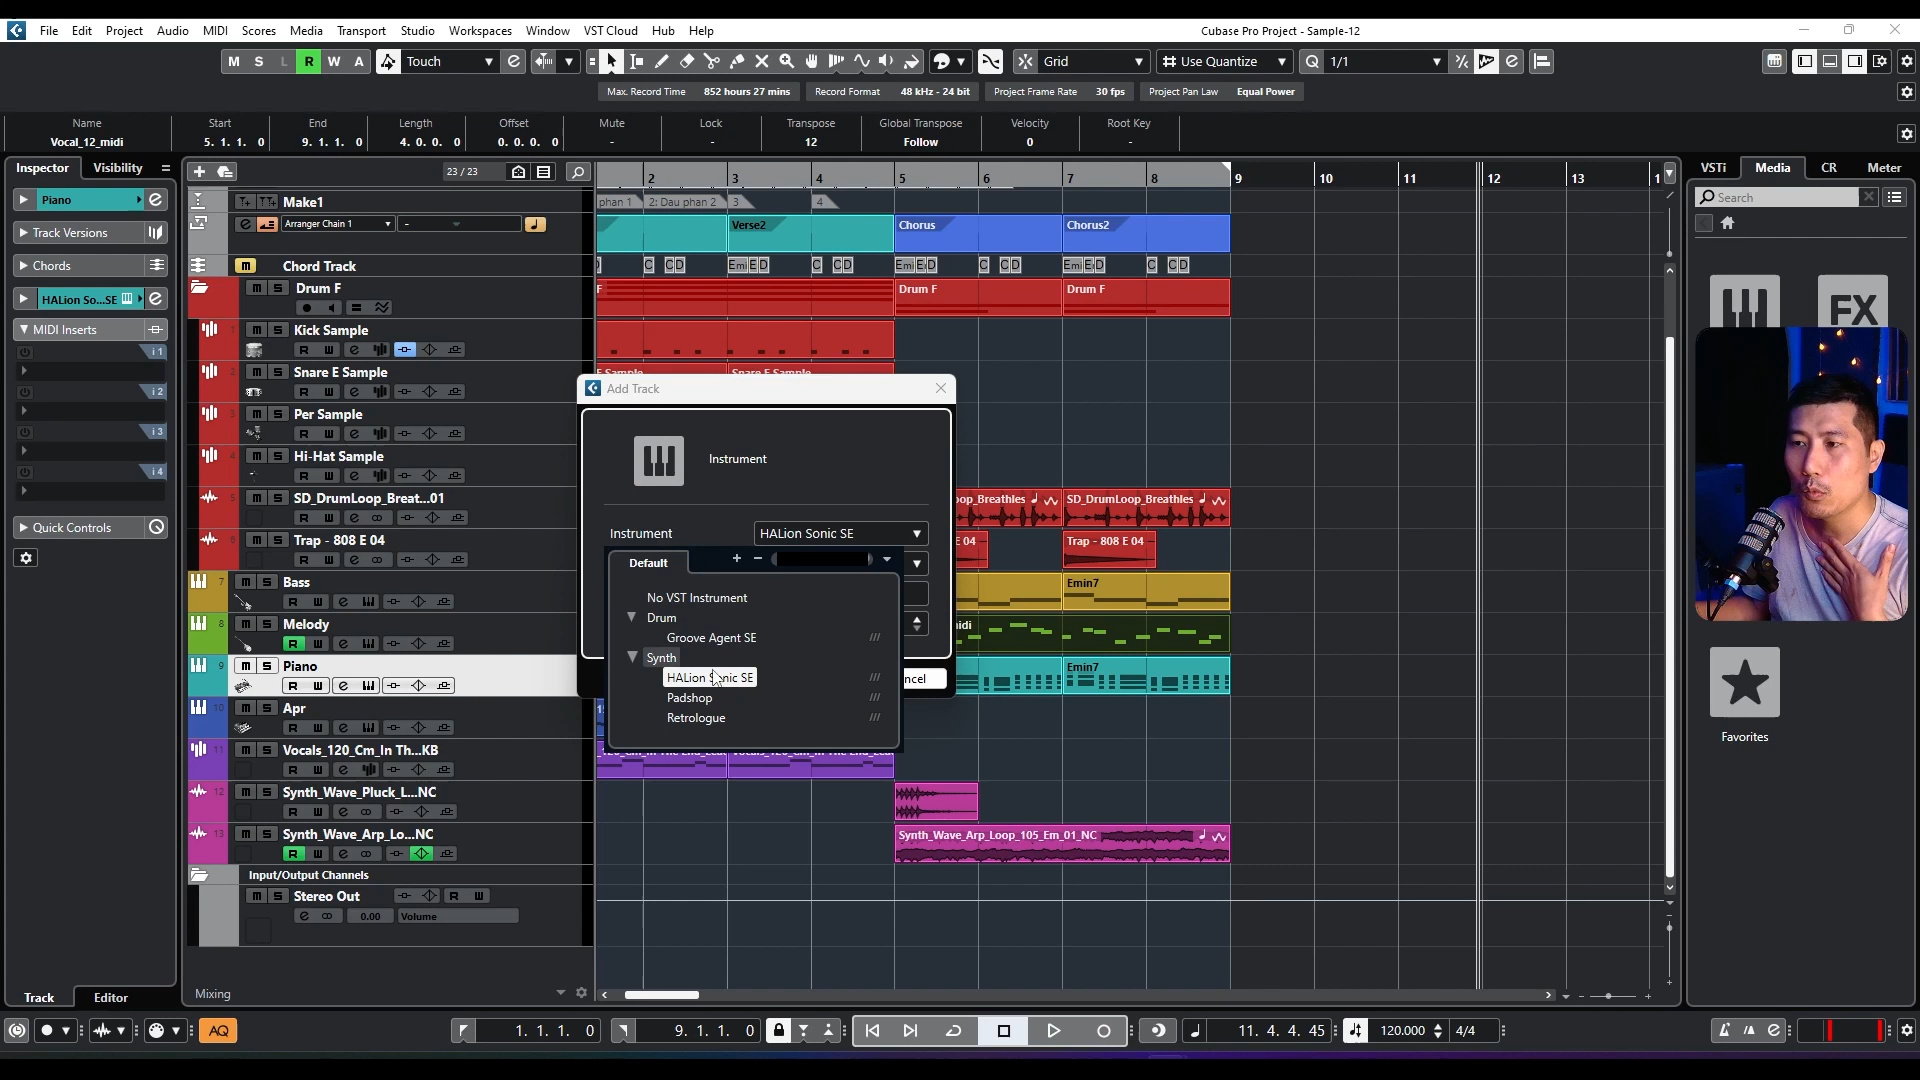 File Edit Project Audio MIDI Scores Media Transport Studio Workspaces Window VST Cloud Hub Help
Cubase Pro Project - Sample-12
M S L R W A Touch Grid Use Quantize Q 1/1
Max. Record Time 852 hours 27 mins Record Format 48 kHz - 24 bit Project Frame Rate 30 fps Project Pan Law Equal Power
Name Start End Length Offset Mute Lock Transpose Global Transpose Velocity Root Key
Vocal_12_midi 5. 1. 1. 0 9. 1. 1. 0 4. 0. 0. 0 0. 0. 0. 0 - - 12 Follow 0 -
Inspector Visibility
23 / 23
2 3 4 5 6 7 8 9 10 11 12 13 1
VSTi Media CR Meter
Search
Piano
Track Versions
Chords
HALion So...SE
MIDI Inserts
i 1
i 2
i 3
i 4
Quick Controls
Make1
phan 1 2: Dau phan 2 3 4
Arranger Chain 1 -
Verse2 Chorus Chorus2
Chord Track
C C D Emi E D C C D Emi E D C C D Emi E D C C D
Drum F
F Drum F Drum F
1 Kick Sample
2 Snare E Sample
E Sample Snare E Sample
3 Per Sample
4 Hi-Hat Sample
5 SD_DrumLoop_Breat...01
op_Breathles SD_DrumLoop_Breathles
6 Trap - 808 E 04
E 04 Trap - 808 E 04
7 Bass
Emin7
8 Melody
idi
9 Piano
Emin7
10 Apr
11 Vocals_120_Cm_In Th...KB
12 Synth_Wave_Pluck_L...NC
13 Synth_Wave_Arp_Lo...NC
Synth_Wave_Arp_Loop_105_Em_01_NC
Input/Output Channels
Stereo Out
0.00 Volume
Mixing
Add Track
Instrument
Instrument HALion Sonic SE
Default
No VST Instrument
Drum
Groove Agent SE
Synth
HALion Sonic SE
Padshop
Retrologue
ncel
FX
Favorites
Track Editor
AQ 1. 1. 1. 0 9. 1. 1. 0 11. 4. 4. 45 120.000 4/4